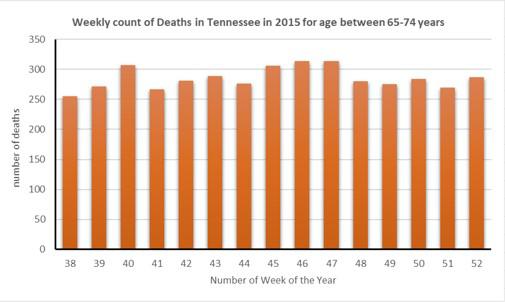 Weekly count of Deaths in Tennessee in 2015 for age between 65-74 years
number of deaths
350
300
250
200
150
100
50
0
38 39 40 41 42 43 44 45 46 47 48 49 50 51 52
Number of Week of the Year